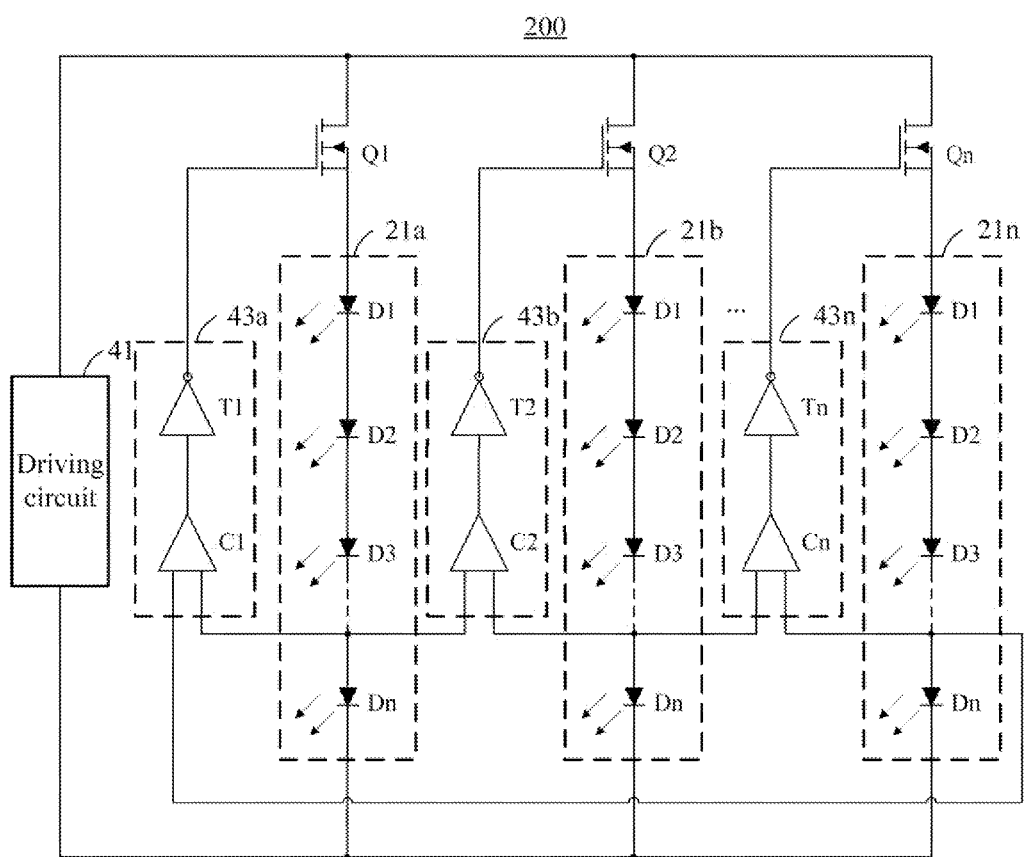 200
Q1
Q2
Qn
21a
21b
21n
43a
43b
...
43n
41
D1
D1
D1
T1
T2
Tn
D2
D2
D2
Driving
circuit
C1
C2
Cn
D3
D3
D3
Dn
Dn
Dn